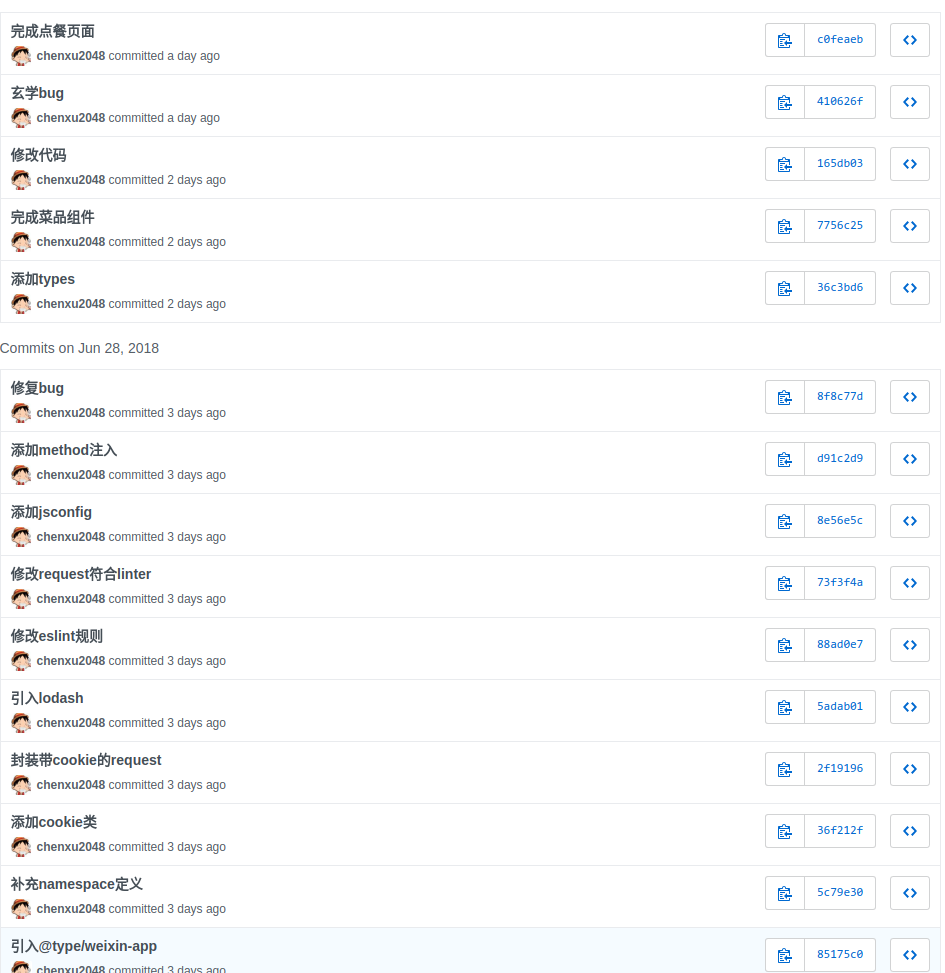 完成点餐页面
c0feaeb
chenxu2048 committed a day ago
玄学bug
410626f
chenxu2048 committed a day ago
修改代码
165db03
chenxu2048 committed 2 days ago
完成菜品组件
7756c25
chenxu2048 committed 2 days ago
添加types
36c3bd6
chenxu2048 committed 2 days ago
Commits on Jun 28, 2018
修复bug
8f8c77d
chenxu2048 committed 3 days ago
添加method注入
d91c2d9
chenxu2048 committed 3 days ago
添加jsconfig
8e56e5c
chenxu2048 committed 3 days ago
修改request符合linter
73f3f4a
chenxu2048 committed 3 days ago
修改eslint规则
88ad0e7
chenxu2048 committed 3 days ago
引入lodash
5adab01
chenxu2048 committed 3 days ago
封装带cookie的request
2f19196
chenxu2048 committed 3 days ago
添加cookie类
36f212f
chenxu2048 committed 3 days ago
补充namespace定义
5c79e30
chenxu2048 committed 3 days ago
引入@type/weixin-app
85175c0
chenxu2048 committed 3 days ago